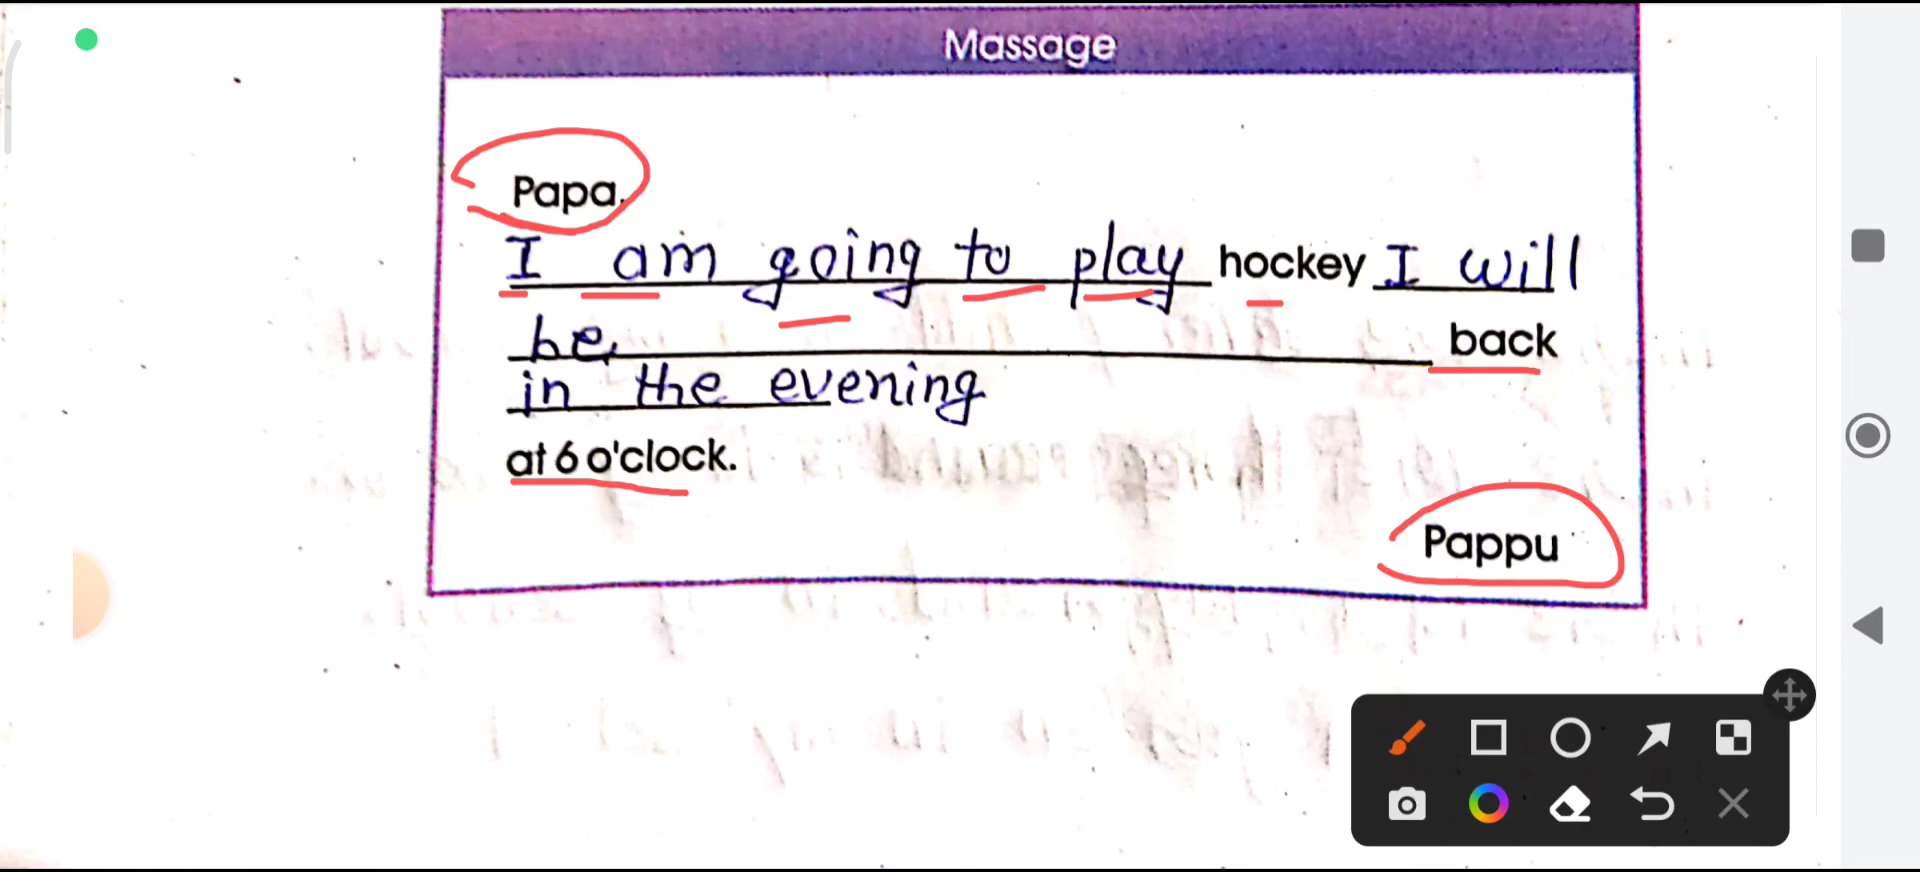 Massage
Papa.
I am going to play hockey I will
be back
in the evening
at 6 o'clock.
Pappu